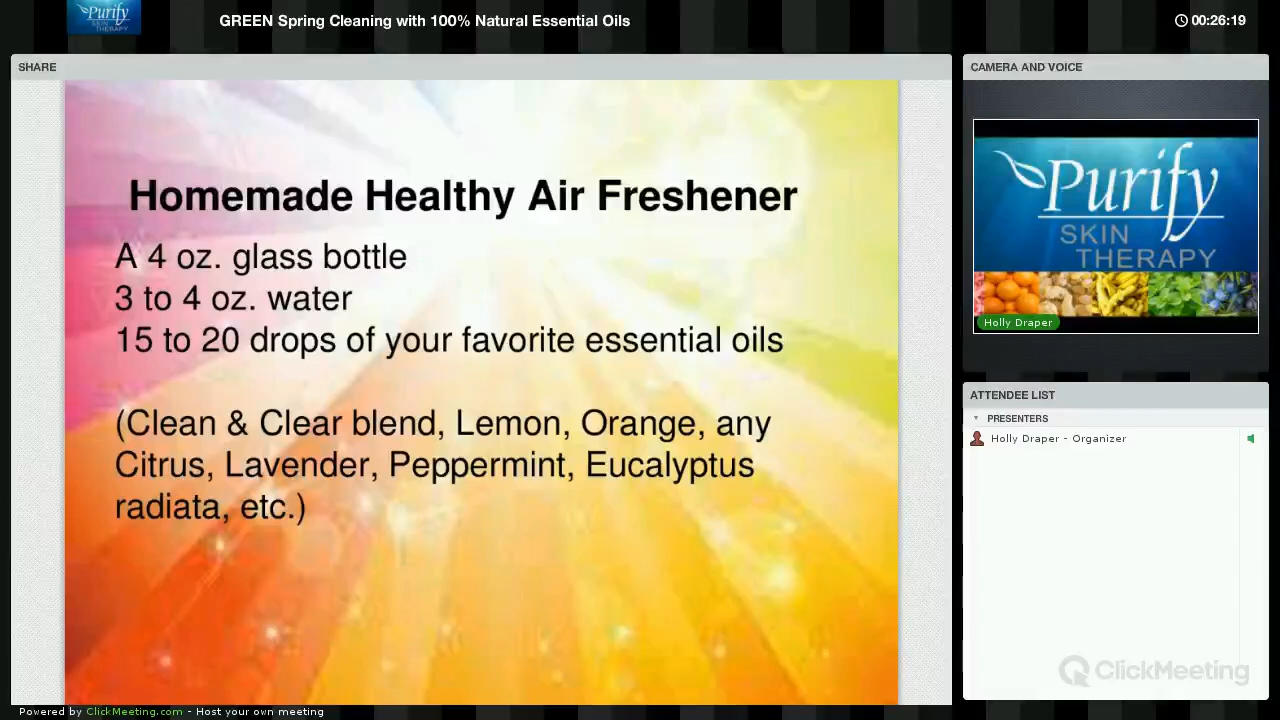 Purify
SKIN
THERAPY
GREEN Spring Cleaning with 100% Natural Essential Oils
00:26:19
SHARE
Homemade Healthy Air Freshener
A 4 oz. glass bottle
3 to 4 oz. water
15 to 20 drops of your favorite essential oils
(Clean & Clear blend, Lemon, Orange, any
Citrus, Lavender, Peppermint, Eucalyptus
radiata, etc.)
CAMERA AND VOICE
Purify
SKIN
THERAPY
Holly Draper
ATTENDEE LIST
PRESENTERS
Holly Draper - Organizer
ClickMeeting
Powered by ClickMeeting.com - Host your own meeting